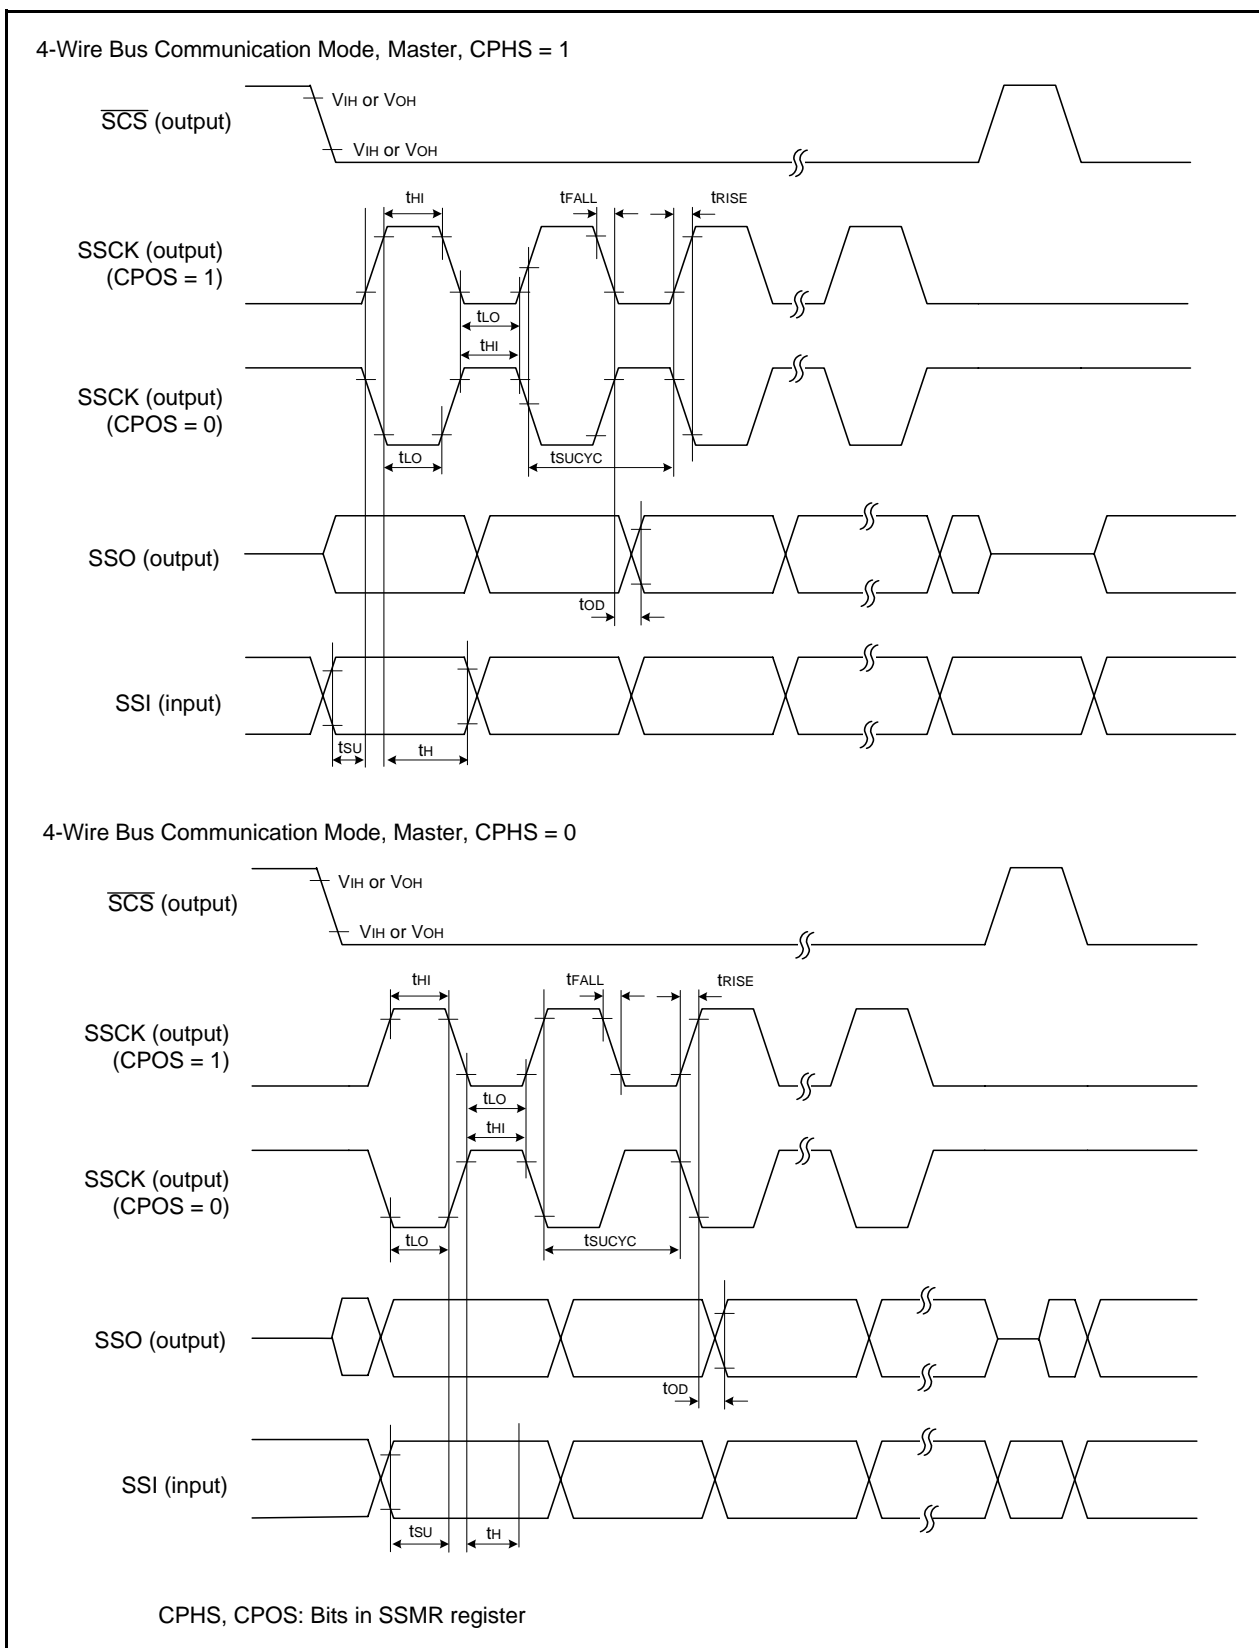 4-Wire Bus Communication Mode, Master, CPHS = 1
SCS (output)
VIH or VOH
VIH or VOH
tHI
tFALL
tRISE
SSCK (output)
(CPOS = 1)
tLO
tHI
SSCK (output)
(CPOS = 0)
tLO
tSUCYC
SSO (output)
tOD
SSI (input)
tSU
tH
4-Wire Bus Communication Mode, Master, CPHS = 0
SCS (output)
VIH or VOH
VIH or VOH
tHI
tFALL
tRISE
SSCK (output)
(CPOS = 1)
tLO
tHI
SSCK (output)
(CPOS = 0)
tLO
tSUCYC
SSO (output)
tOD
SSI (input)
tSU
tH
CPHS, CPOS: Bits in SSMR register